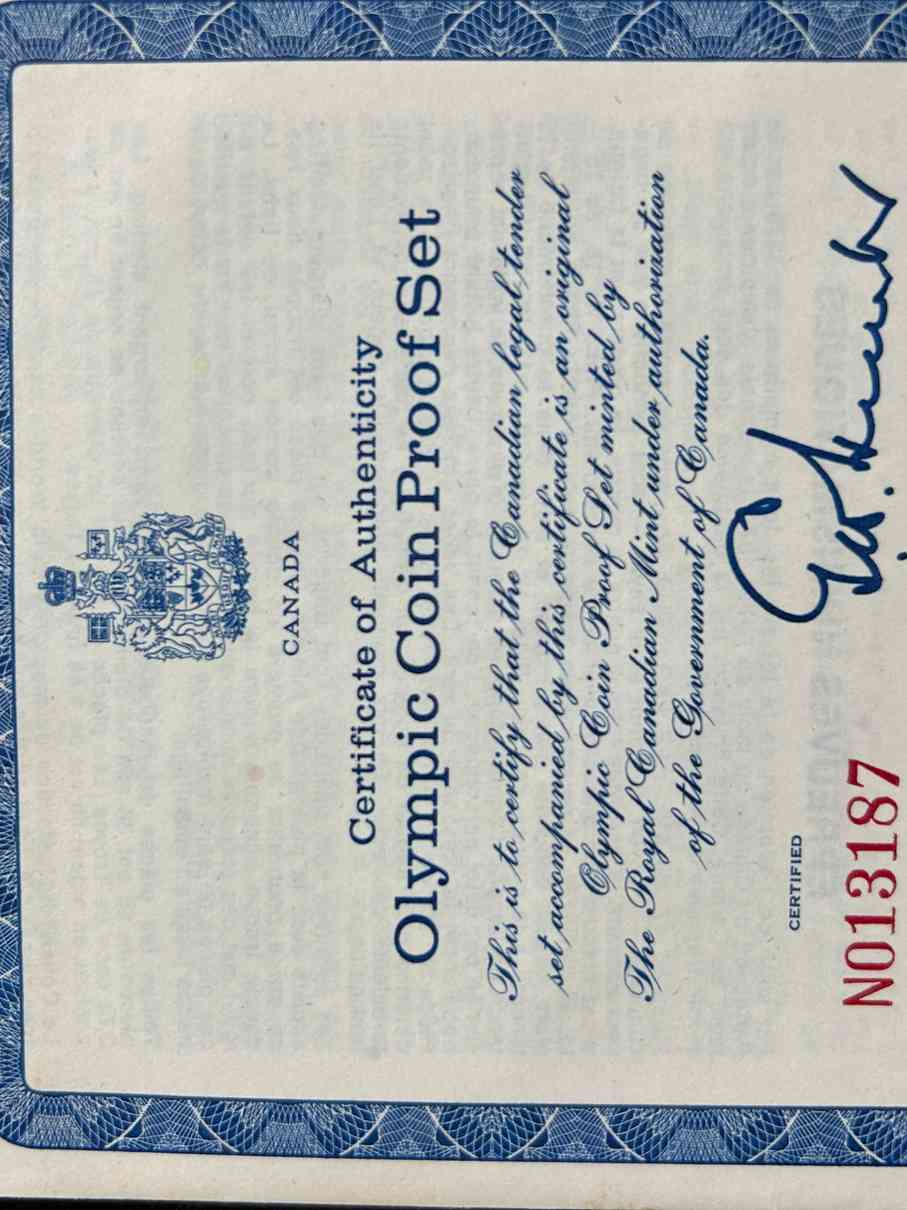 CANADA
Certificate of Authenticity
Olympic Coin Proof Set
This is to certify that the Canadian legal tender
set accompanied by this certificate is an original
Olympic Coin Proof Set minted by
The Royal Canadian Mint under authorization
of the Government of Canada.
CERTIFIED
N013187